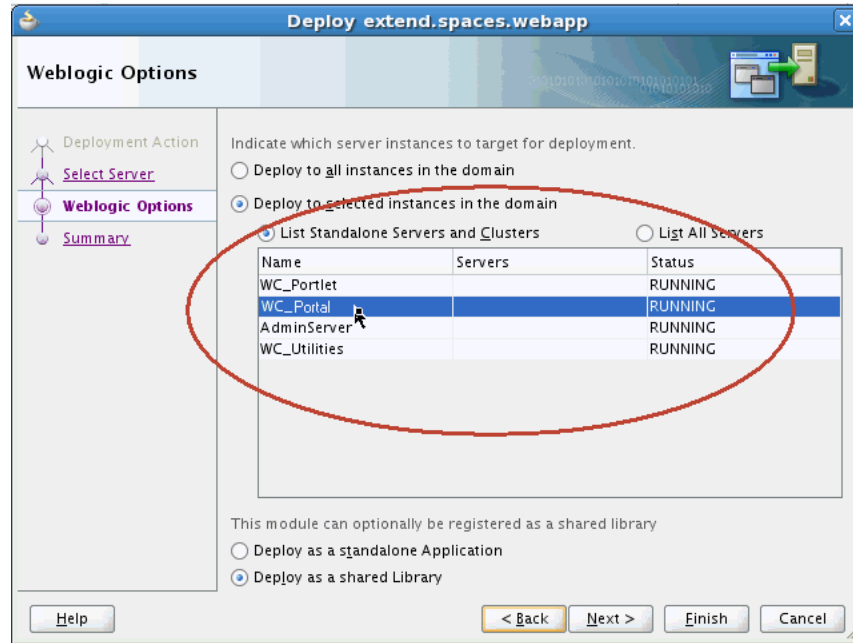 Deploy extend.spaces.webapp
Weblogic Options
Deployment Action
Select Server
Weblogic Options
Summary
Indicate which server instances to target for deployment.
Deploy to all instances in the domain
Deploy to selected instances in the domain
List Standalone Servers and Clusters List All Servers
Name Servers Status
WC_Portlet RUNNING
WC_Portal RUNNING
AdminServer RUNNING
WC_Utilities RUNNING
This module can optionally be registered as a shared library
Deploy as a standalone Application
Deploy as a shared Library
Help < Back Next > Finish Cancel